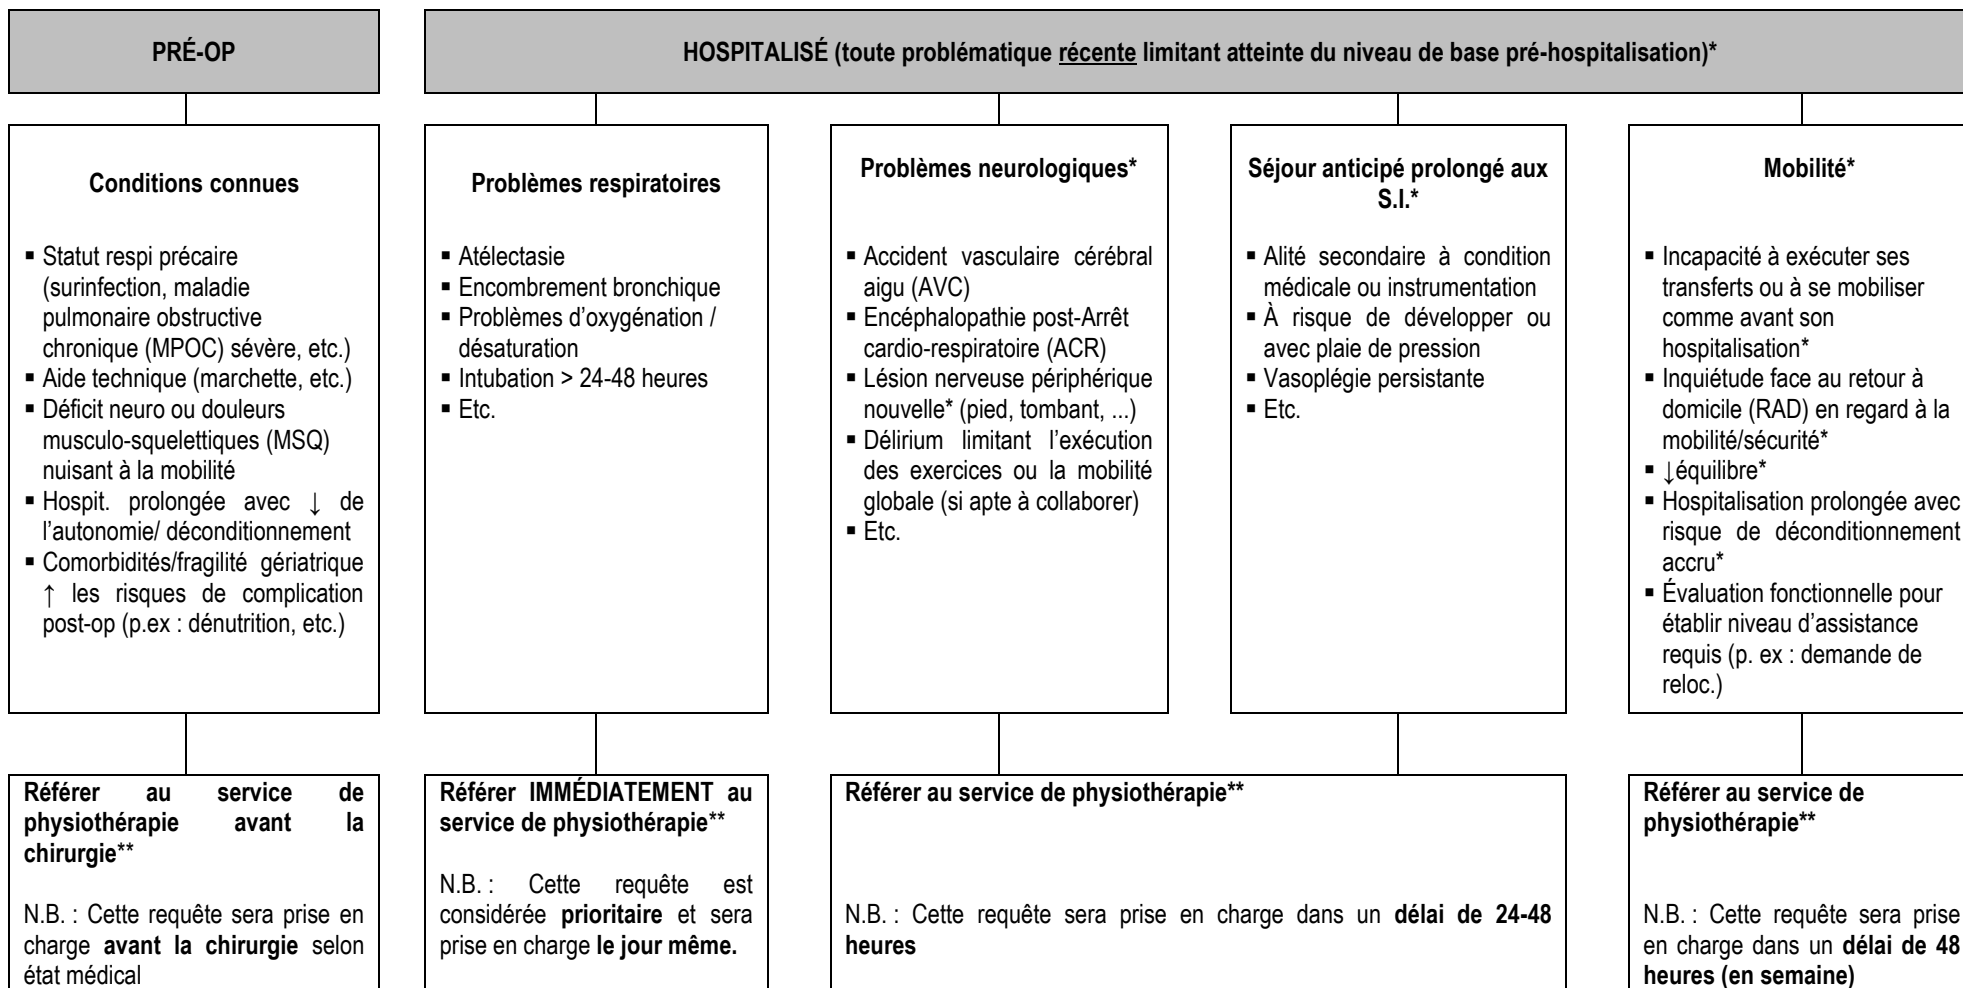 PRÉ-OP
HOSPITALISÉ (toute problématique récente limitant atteinte du niveau de base pré-hospitalisation)*
Conditions connues
▪ Statut respi précaire
(surinfection, maladie
pulmonaire obstructive
chronique (MPOC) sévère, etc.)
▪ Aide technique (marchette, etc.)
▪ Déficit neuro ou douleurs
musculo-squelettiques (MSQ)
nuisant à la mobilité
▪ Hospit. prolongée avec ↓ de
l'autonomie/ déconditionnement
▪ Comorbidités/fragilité gériatrique
↑ les risques de complication
post-op (p.ex : dénutrition, etc.)
Problèmes respiratoires
▪ Atélectasie
▪ Encombrement bronchique
▪ Problèmes d'oxygénation /
désaturation
▪ Intubation > 24-48 heures
▪ Etc.
Problèmes neurologiques*
▪ Accident vasculaire cérébral
aigu (AVC)
▪ Encéphalopathie post-Arrêt
cardio-respiratoire (ACR)
▪ Lésion nerveuse périphérique
nouvelle* (pied, tombant, ...)
▪ Délirium limitant l'exécution
des exercices ou la mobilité
globale (si apte à collaborer)
▪ Etc.
Séjour anticipé prolongé aux
S.I.*
▪ Alité secondaire à condition
médicale ou instrumentation
▪ À risque de développer ou
avec plaie de pression
▪ Vasoplégie persistante
▪ Etc.
Mobilité*
▪ Incapacité à exécuter ses
transferts ou à se mobiliser
comme avant son
hospitalisation*
▪ Inquiétude face au retour à
domicile (RAD) en regard à la
mobilité/sécurité*
▪ ↓équilibre*
▪ Hospitalisation prolongée avec
risque de déconditionnement
accru*
▪ Évaluation fonctionnelle pour
établir niveau d'assistance
requis (p. ex : demande de
reloc.)
Référer au service de
physiothérapie avant la
chirurgie**
N.B. : Cette requête sera prise en
charge avant la chirurgie selon
état médical
Référer IMMÉDIATEMENT au
service de physiothérapie**
N.B. : Cette requête est
considérée prioritaire et sera
prise en charge le jour même.
Référer au service de physiothérapie**
N.B. : Cette requête sera prise en charge dans un délai de 24-48
heures
Référer au service de
physiothérapie**
N.B. : Cette requête sera prise
en charge dans un délai de 48
heures (en semaine)